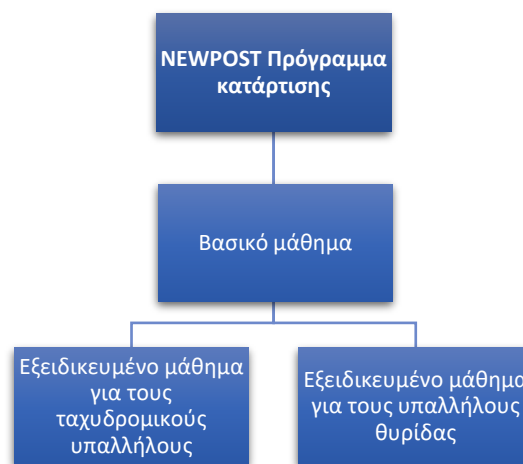 NEWPOST Πρόγραμμα
κατάρτισης
Βασικό μάθημα
Εξειδικευμένο μάθημα
για τους
ταχυδρομικούς
υπαλλήλους
Εξειδικευμένο μάθημα
για τους υπαλλήλους
θυρίδας